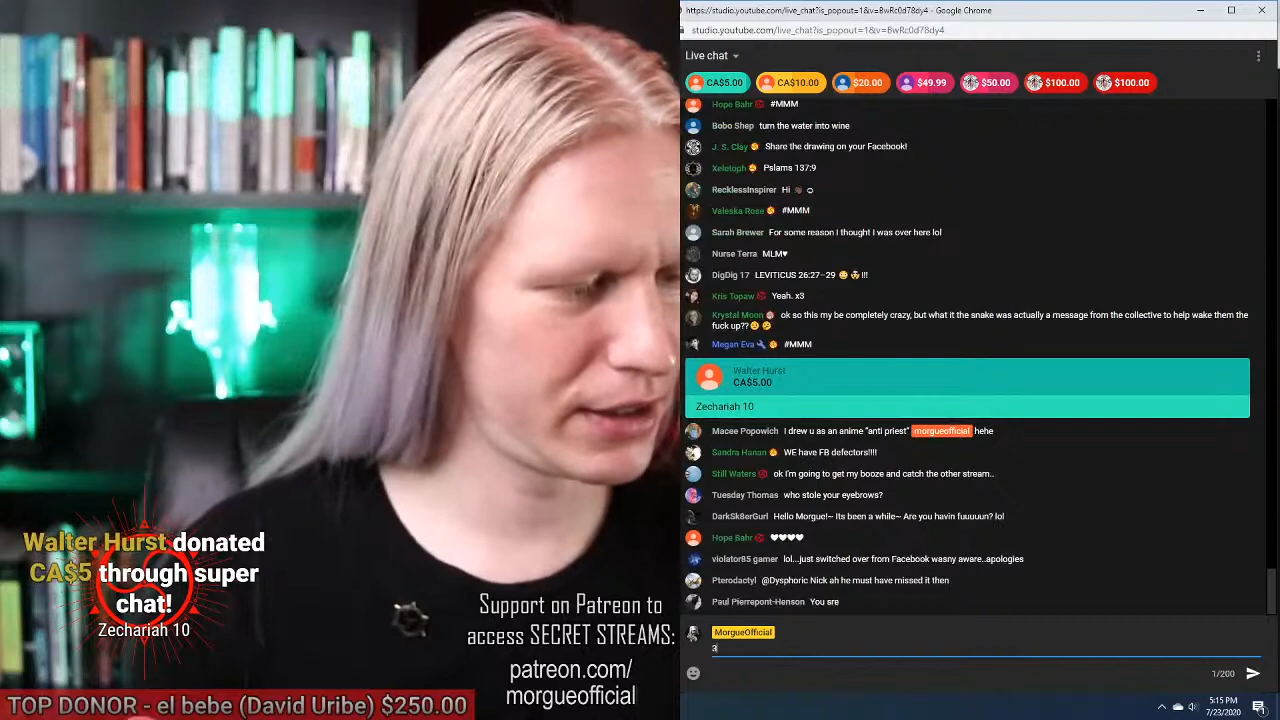 https://studio.youtube.com/live_chat?is_popout=1&v=BwRc0d78dy4 - Google Chrome
studio.youtube.com/live_chat?is_popout=1&v=BwRc0d78dy4
Live chat
CA$5.00 CA$10.00 $20.00 $49.99 $50.00 $100.00 $100.00
Hope Bahr #MMM
Bobo Shep turn the water into wine
J. S. Clay Share the drawing on your Facebook!
Xeletoph Pslams 137:9
RecklessInspirer Hi
Valeska Rose #MMM
Sarah Brewer For some reason I thought I was over here lol
Nurse Terra MLM♥
DigDig 17 LEVITICUS 26:27–29 😳 🤯 !!!
Kris Topaw Yeah. x3
Krystal Moon ok so this my be completely crazy, but what it the snake was actually a message from the collective to help wake them the
fuck up??
Megan Eva #MMM
Walter Hurst
CA$5.00
Zechariah 10
Macee Popowich I drew u as an anime “anti priest” morgueofficial hehe
Sandra Hanan WE have FB defectors!!!!
Still Waters ok I'm going to get my booze and catch the other stream..
Tuesday Thomas who stole your eyebrows?
DarkSk8erGurl Hello Morgue!~ Its been a while~ Are you havin fuuuuun? lol
Hope Bahr ♥♥♥♥
violator85 gamer lol...just switched over from Facebook wasny aware..apologies
Pterodactyl @Dysphoric Nick ah he must have missed it then
Paul Pierrepont-Henson You sre
MorgueOfficial
3
1/200
5:15 PM
7/23/2020
Walter Hurst donated
CA$5 through super
chat!
Zechariah 10
Support on Patreon to
access SECRET STREAMS:
patreon.com/
morgueofficial
TOP DONOR - el bebe (David Uribe) $250.00